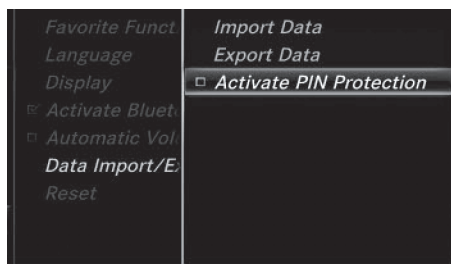 Favorite Funct
Language
Display
Activate Bluet
Automatic Vol
Data Import/E
Reset
Import Data
Export Data
Activate PIN Protection